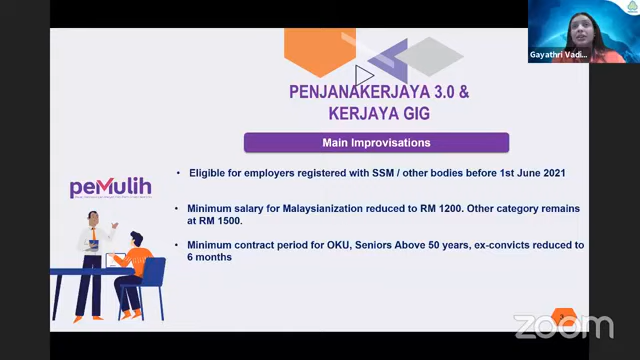 Gayathri Vadi...
PENJANAKERJAYA 3.0 &
KERJAYA GIG
Main Improvisations
• Eligible for employers registered with SSM / other bodies before 1st June 2021
peMulih
• Minimum salary for Malaysianization reduced to RM 1200. Other category remains
at RM 1500.
• Minimum contract period for OKU, Seniors Above 50 years, ex-convicts reduced to
6 months
zoom